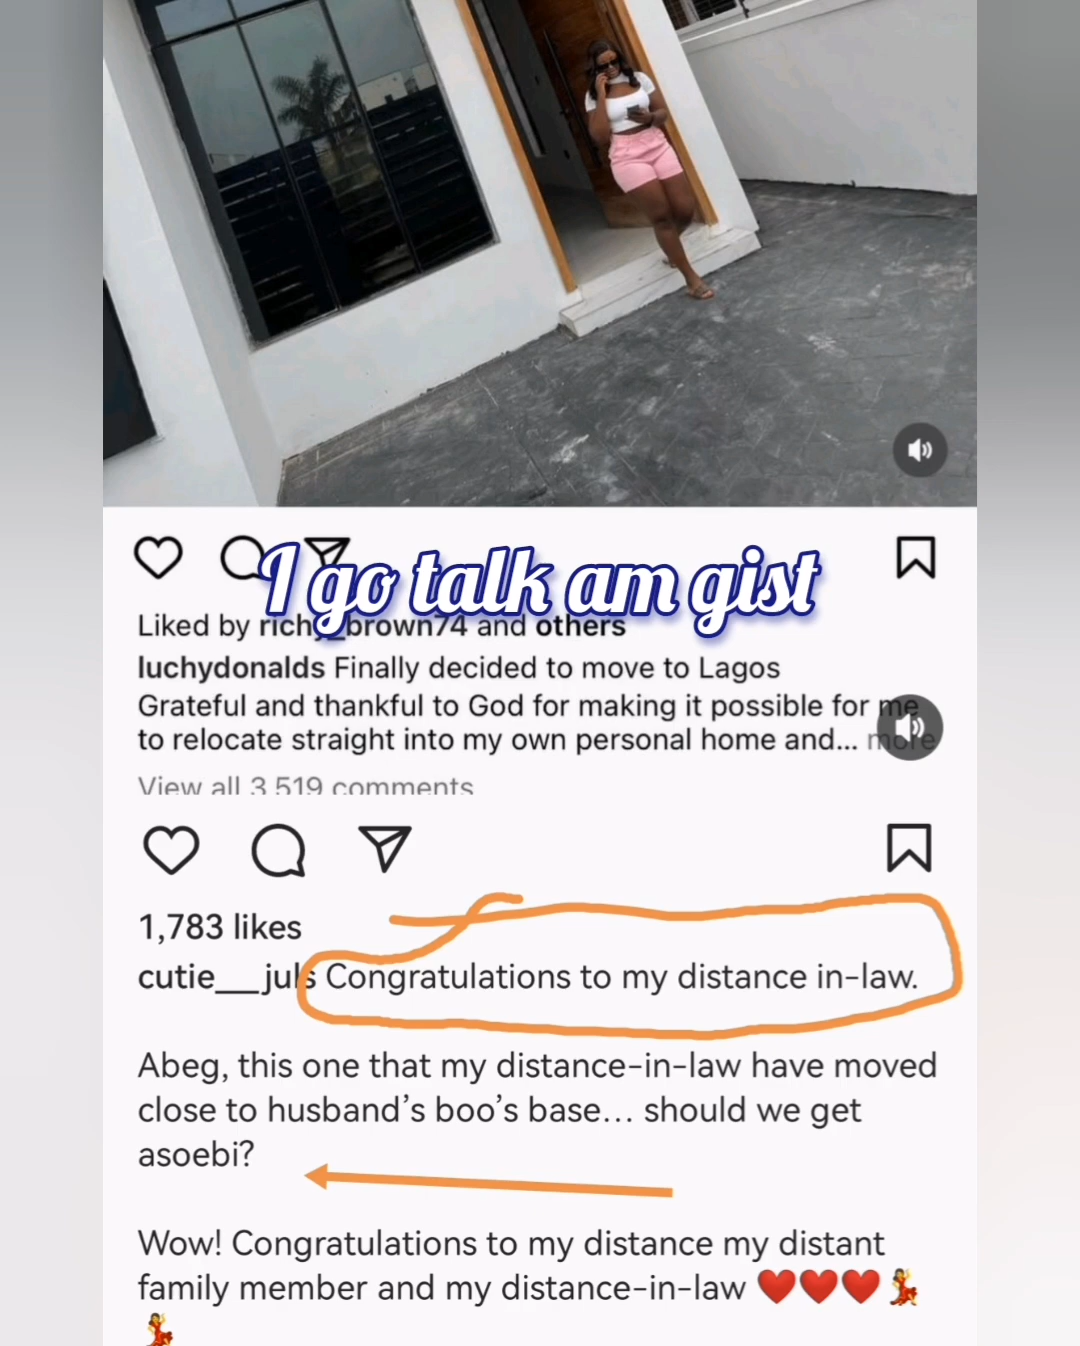 I go talk am gist
Liked by richy_brown74 and others
luchydonalds Finally decided to move to Lagos
Grateful and thankful to God for making it possible for me
to relocate straight into my own personal home and... more
View all 3 519 comments
1,783 likes
cutie__juls Congratulations to my distance in-law.
Abeg, this one that my distance-in-law have moved
close to husband’s boo’s base... should we get
asoebi?
Wow! Congratulations to my distance my distant
family member and my distance-in-law ❤️❤️❤️💃
💃